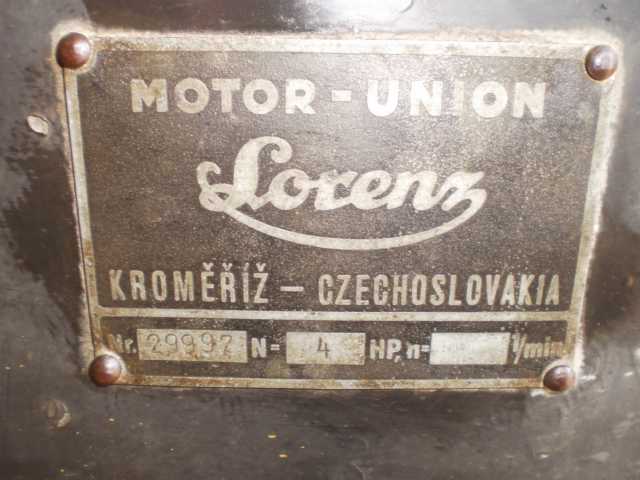 MOTOR - UNION
Lorenz
KROMĚŘÍŽ – CZECHOSLOVAKIA
Nr. 29992 N= 4 HP, n= 1/min